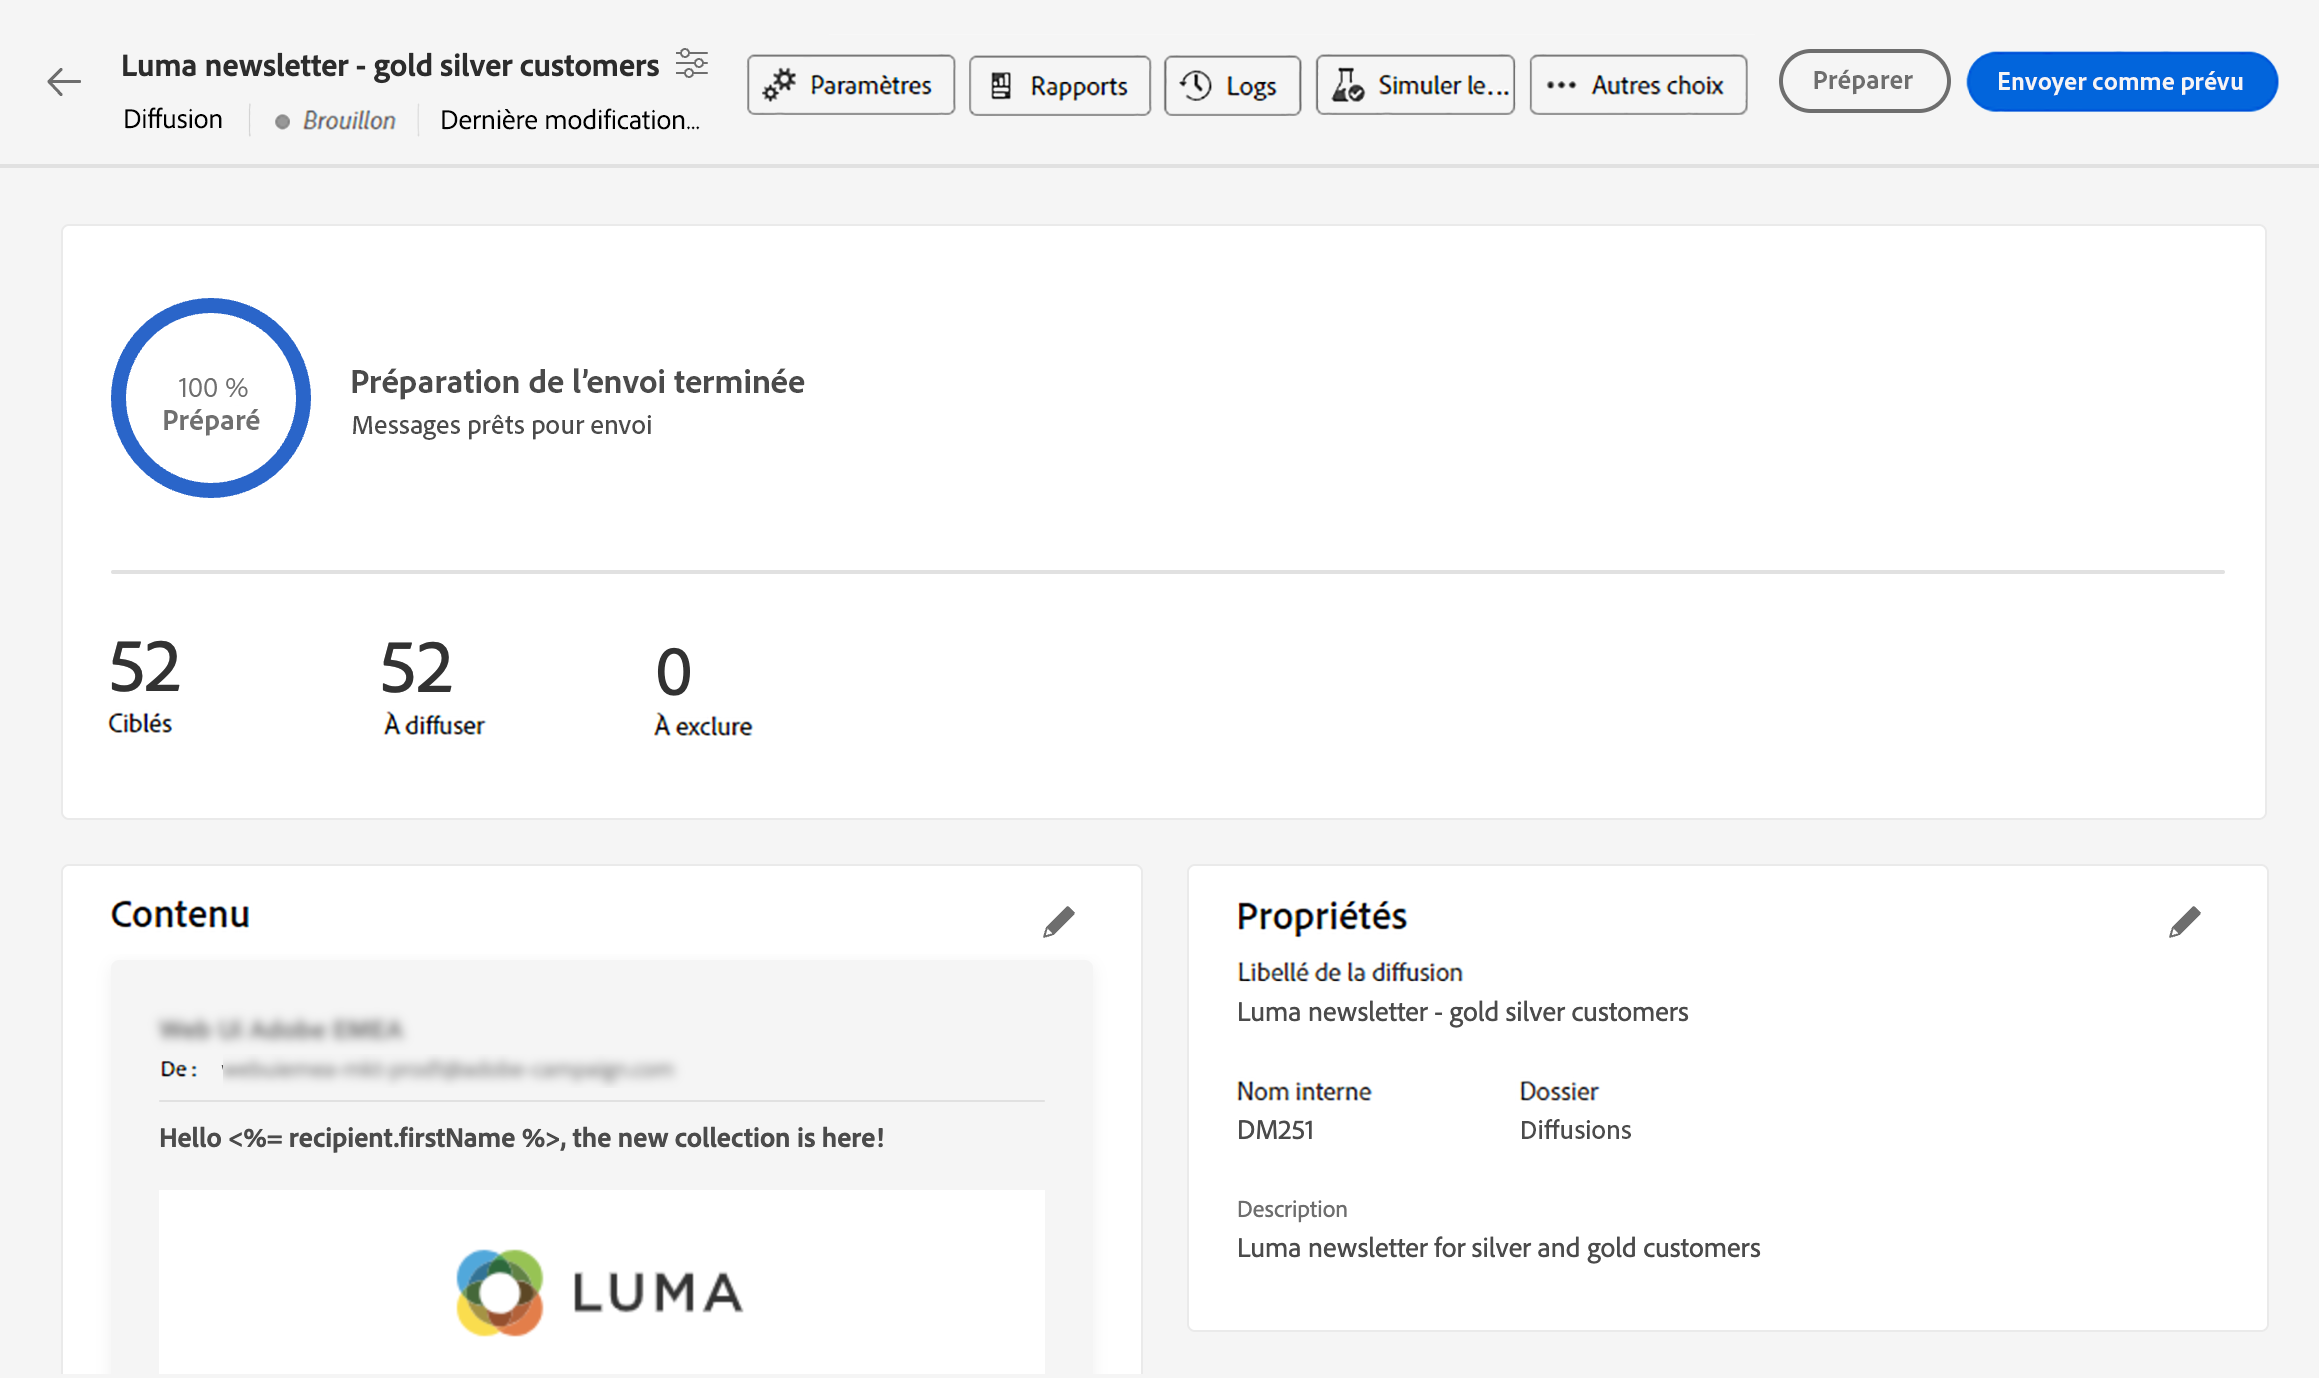 Luma newsletter - gold silver customers
Diffusion
Brouillon
Dernière modification...
Paramètres
Rapports
Logs
Simuler le...
Autres choix
Préparer
Envoyer comme prévu
100 %
Préparé
Préparation de l’envoi terminée
Messages prêts pour envoi
52
Ciblés
52
À diffuser
0
À exclure
Contenu
De :
Hello <%= recipient.firstName %>, the new collection is here!
LUMA
Propriétés
Libellé de la diffusion
Luma newsletter - gold silver customers
Nom interne
DM251
Dossier
Diffusions
Description
Luma newsletter for silver and gold customers